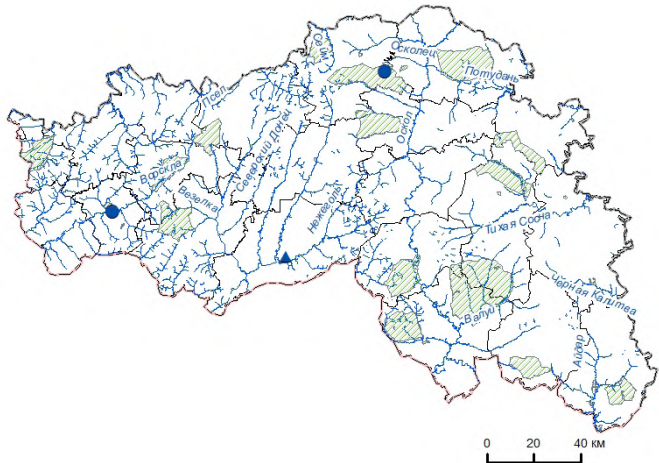 Сейм
Осколец
Потудань
Псел
Северский Донец
Оскол
Ворскла
Везелка
Нежеголь
Тихая Сосна
Черная Калитва
Валуй
Айдар
0 20 40 км